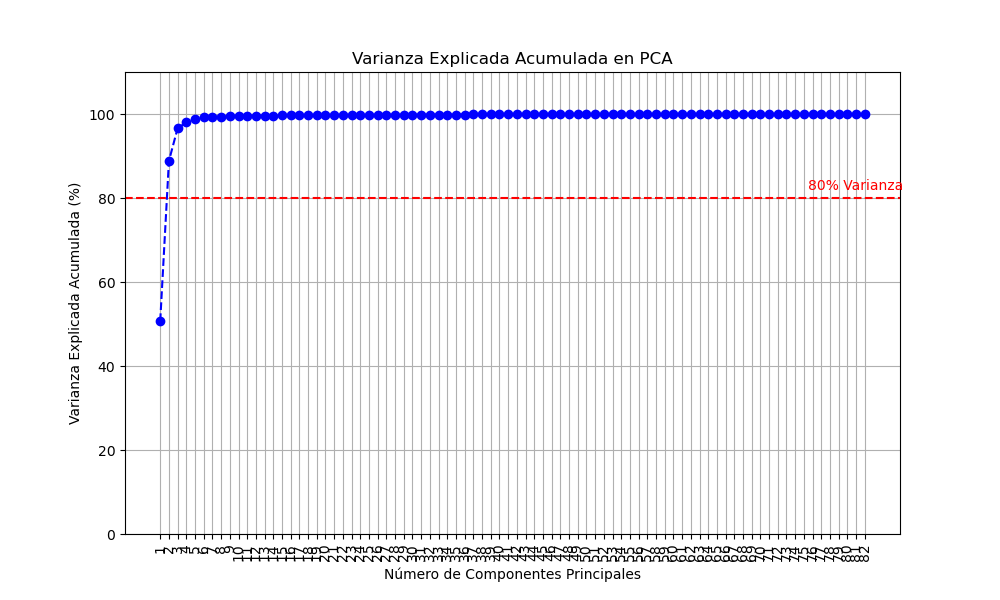 Varianza Explicada Acumulada en PCA
Varianza Explicada Acumulada (%)
100
80
60
40
20
0
80% Varianza
1 2 3 4 5 6 7 8 9 10 11 12 13 14 15 16 17 18 19 20 21 22 23 24 25 26 27 28 29 30 31 32 33 34 35 36 37 38 39 40 41 42 43 44 45 46 47 48 49 50 51 52 53 54 55 56 57 58 59 60 61 62 63 64 65 66 67 68 69 70 71 72 73 74 75 76 77 78 79 80 81 82
Número de Componentes Principales